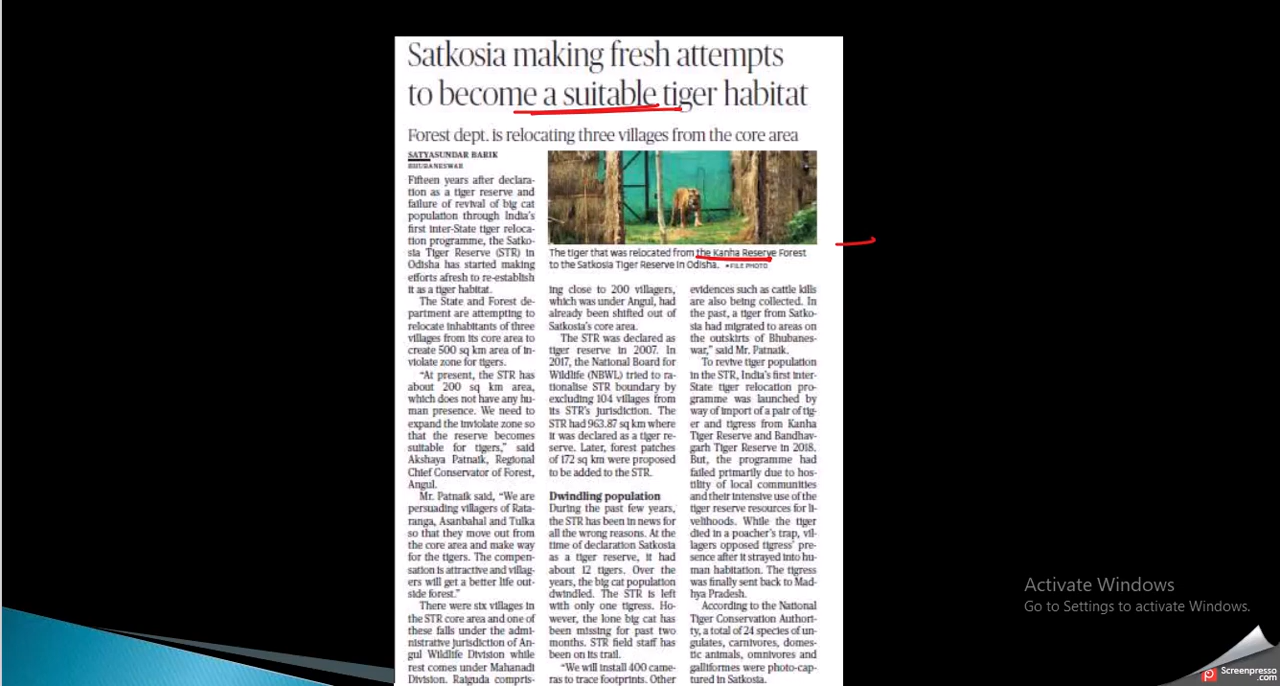 Satkosia making fresh attempts
to become a suitable tiger habitat
Forest dept. is relocating three villages from the core area
SATYASUNDAR BARIK
BHUBANESWAR
Fifteen years after declara-
tion as a tiger reserve and
failure of revival of big cat
population through India's
first inter-State tiger reloca-
tion programme, the Satko-
sia Tiger Reserve (STR) in
Odisha has started making
efforts afresh to re-establish
it as a tiger habitat.
The State and Forest de-
partment are attempting to
relocate inhabitants of three
villages from its core area to
create 500 sq km area of in-
violate zone for tigers.
"At present, the STR has
about 200 sq km area,
which does not have any hu-
man presence. We need to
expand the inviolate zone so
that the reserve becomes
suitable for tigers," said
Akshaya Patnaik, Regional
Chief Conservator of Forest,
Angul.
Mr. Patnaik said, "We are
persuading villagers of Rata-
ranga, Asanbahal and Tulka
so that they move out from
the core area and make way
for the tigers. The compen-
sation is attractive and villag-
ers will get a better life out-
side forest."
There were six villages in
the STR core area and one of
these falls under the admi-
nistrative jurisdiction of An-
gul Wildlife Division while
rest comes under Mahanadi
Division. Raiguda compris-
The tiger that was relocated from the Kanha Reserve Forest
to the Satkosia Tiger Reserve in Odisha. • FILE PHOTO
ing close to 200 villagers,
which was under Angul, had
already been shifted out of
Satkosia's core area.
The STR was declared as
tiger reserve in 2007. In
2017, the National Board for
Wildlife (NBWL) tried to ra-
tionalise STR boundary by
excluding 104 villages from
its STR's jurisdiction. The
STR had 963.87 sq km where
it was declared as a tiger re-
serve. Later, forest patches
of 172 sq km were proposed
to be added to the STR.
Dwindling population
During the past few years,
the STR has been in news for
all the wrong reasons. At the
time of declaration Satkosia
as a tiger reserve, it had
about 12 tigers. Over the
years, the big cat population
dwindled. The STR is left
with only one tigress. Ho-
wever, the lone big cat has
been missing for past two
months. STR field staff has
been on its trail.
"We will install 400 came-
ras to trace footprints. Other
evidences such as cattle kills
are also being collected. In
the past, a tiger from Satko-
sia had migrated to areas on
the outskirts of Bhubanes-
war," said Mr. Patnaik.
To revive tiger population
in the STR, India's first inter-
State tiger relocation pro-
gramme was launched by
way of import of a pair of tig-
er and tigress from Kanha
Tiger Reserve and Bandhav-
garh Tiger Reserve in 2018.
But, the programme had
failed primarily due to hos-
tility of local communities
and their intensive use of the
tiger reserve resources for li-
velihoods. While the tiger
died in a poacher's trap, vil-
lagers opposed tigress' pre-
sence after it strayed into hu-
man habitation. The tigress
was finally sent back to Mad-
hya Pradesh.
According to the National
Tiger Conservation Author-
ity, a total of 24 species of un-
gulates, carnivores, domes-
tic animals, omnivores and
galliformes were photo-cap-
tured in Satkosia.
Activate Windows
Go to Settings to activate Windows.
Screenpresso
.com